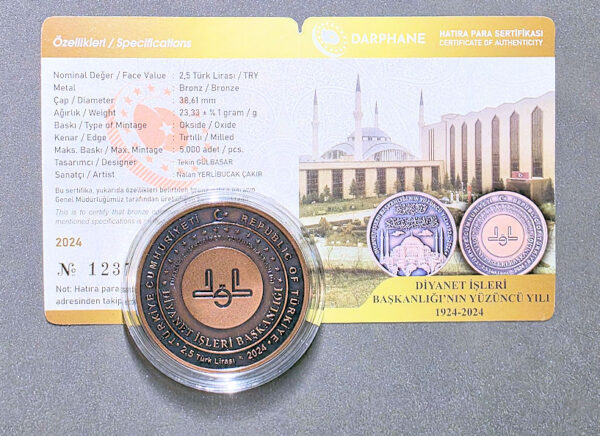 Özellikleri / Specifications
DARPHANE
HATIRA PARA SERTİFİKASI
CERTIFICATE OF AUTHENTICITY
Nominal Değer / Face Value : 2,5 Türk Lirası / TRY
Metal : Bronz / Bronze
Çap / Diameter : 38,61 mm
Ağırlık / Weight : 23,33 ± % 1 gram / g
Baskı / Type of Mintage : Okside / Oxide
Kenar / Edge : Tırtıllı / Milled
Maks. Baskı / Max. Mintage : 5.000 adet / pcs.
Tasarımcı / Designer : Tekin GÜLBASAR
Sanatçı / Artist : Nalan YERLİBUCAK ÇAKIR
Bu sertifika, yukarıda özellikleri belirtilen
Genel Müdürlüğümüz tarafından
This is to certify that bronze
mentioned specifications is
2024
№ 1237
Not: Hatıra para
adresinden takip
TÜRKİYE CUMHURİYETİ REPUBLIC OF TÜRKİYE
DİYANET İŞLERİ BAŞKANLIĞI
2,5 Türk Lirası 2024
DİYANET İŞLERİ
BAŞKANLIĞI'NIN YÜZÜNCÜ YILI
1924-2024